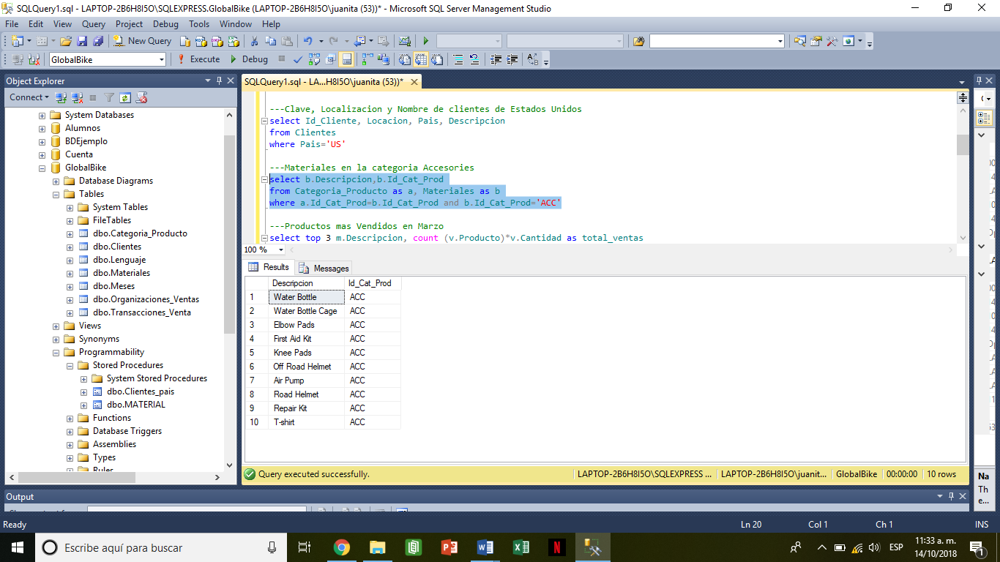 SQLQuery1.sql - LAPTOP-2B6H8I5O\SQLEXPRESS.GlobalBike (LAPTOP-2B6H8I5O\juanita (53))* - Microsoft SQL Server Management Studio
File Edit View Query Project Debug Tools Window Help
New Query
GlobalBike Execute Debug
Object Explorer
Connect
System Databases
Alumnos
BDEjemplo
Cuenta
GlobalBike
Database Diagrams
Tables
System Tables
FileTables
dbo.Categoria_Producto
dbo.Clientes
dbo.Lenguaje
dbo.Materiales
dbo.Meses
dbo.Organizaciones_Ventas
dbo.Transacciones_Venta
Views
Synonyms
Programmability
Stored Procedures
System Stored Procedures
dbo.Clientes_pais
dbo.MATERIAL
Functions
Database Triggers
Assemblies
Types
Rules
SQLQuery1.sql - LA...H8I5O\juanita (53))*
---Clave, Localizacion y Nombre de clientes de Estados Unidos
select Id_Cliente, Locacion, Pais, Descripcion
from Clientes
where Pais='US'
---Materiales en la categoria Accesories
select b.Descripcion,b.Id_Cat_Prod
from Categoria_Producto as a, Materiales as b
where a.Id_Cat_Prod=b.Id_Cat_Prod and b.Id_Cat_Prod='ACC'
---Productos mas Vendidos en Marzo
select top 3 m.Descripcion, count (v.Producto)*v.Cantidad as total_ventas
100 %
Results Messages
Descripcion Id_Cat_Prod
1 Water Bottle ACC
2 Water Bottle Cage ACC
3 Elbow Pads ACC
4 First Aid Kit ACC
5 Knee Pads ACC
6 Off Road Helmet ACC
7 Air Pump ACC
8 Road Helmet ACC
9 Repair Kit ACC
10 T-shirt ACC
Query executed successfully. LAPTOP-2B6H8I5O\SQLEXPRESS ... LAPTOP-2B6H8I5O\juanit... GlobalBike 00:00:00 10 rows
Na
Th
e...
Output
Ready Ln 20 Col 1 Ch 1 INS
Escribe aquí para buscar
ESP
11:33 a. m.
14/10/2018
1